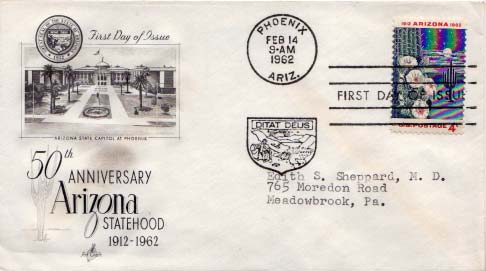 First Day of Issue
ARIZONA STATE CAPITOL AT PHOENIX
50th
ANNIVERSARY
Arizona
STATEHOOD
1912-1962
Art Craft
PHOENIX
FEB 14
9-AM
1962
ARIZ.
1912 ARIZONA 1962
FIRST DAY OF ISSUE
U.S. POSTAGE 4¢
DITAT DEUS
Edith S. Sheppard, M. D.
765 Moredon Road
Meadowbrook, Pa.